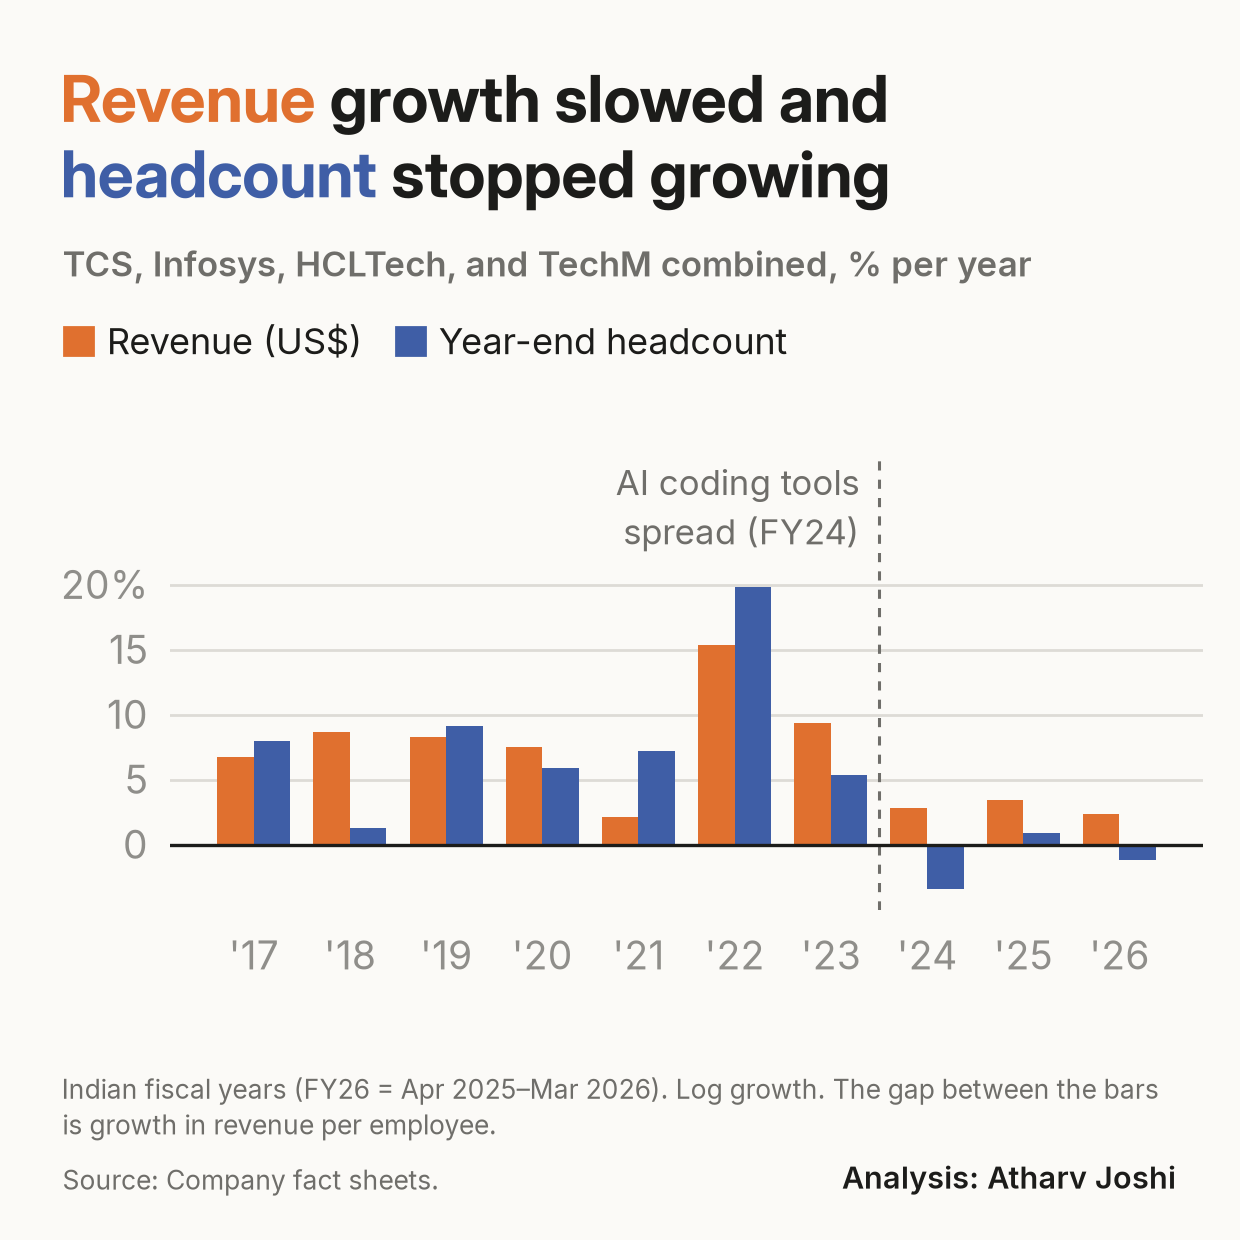 Revenue growth slowed and
headcount stopped growing
TCS, Infosys, HCLTech, and TechM combined, % per year
Revenue (US$) Year-end headcount
AI coding tools
spread (FY24)
20%
15
10
5
0
'17 '18 '19 '20 '21 '22 '23 '24 '25 '26
Indian fiscal years (FY26 = Apr 2025–Mar 2026). Log growth. The gap between the bars
is growth in revenue per employee.
Source: Company fact sheets.
Analysis: Atharv Joshi